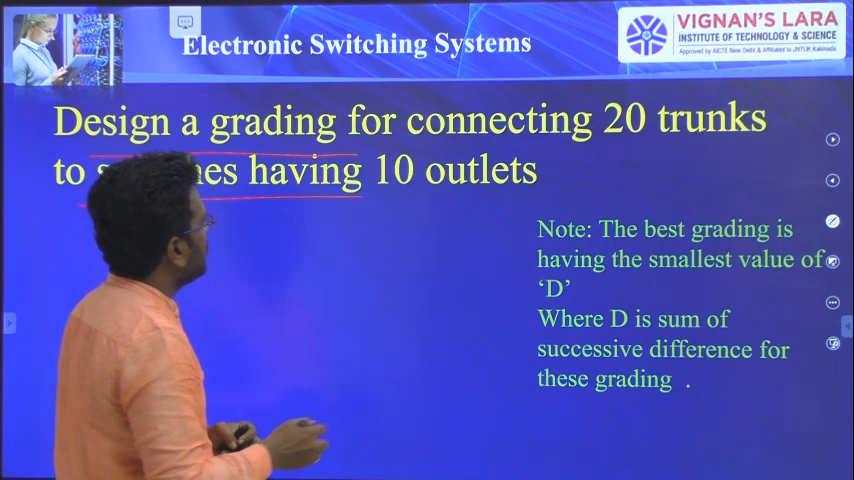 Electronic Switching Systems
VIGNAN'S LARA
INSTITUTE OF TECHNOLOGY & SCIENCE
Approved by AICTE New Delhi & Affiliated to JNTUK Kakinada
Design a grading for connecting 20 trunks
to having 10 outlets
Note: The best grading is
having the smallest value of
‘D’
Where D is sum of
successive difference for
these grading .